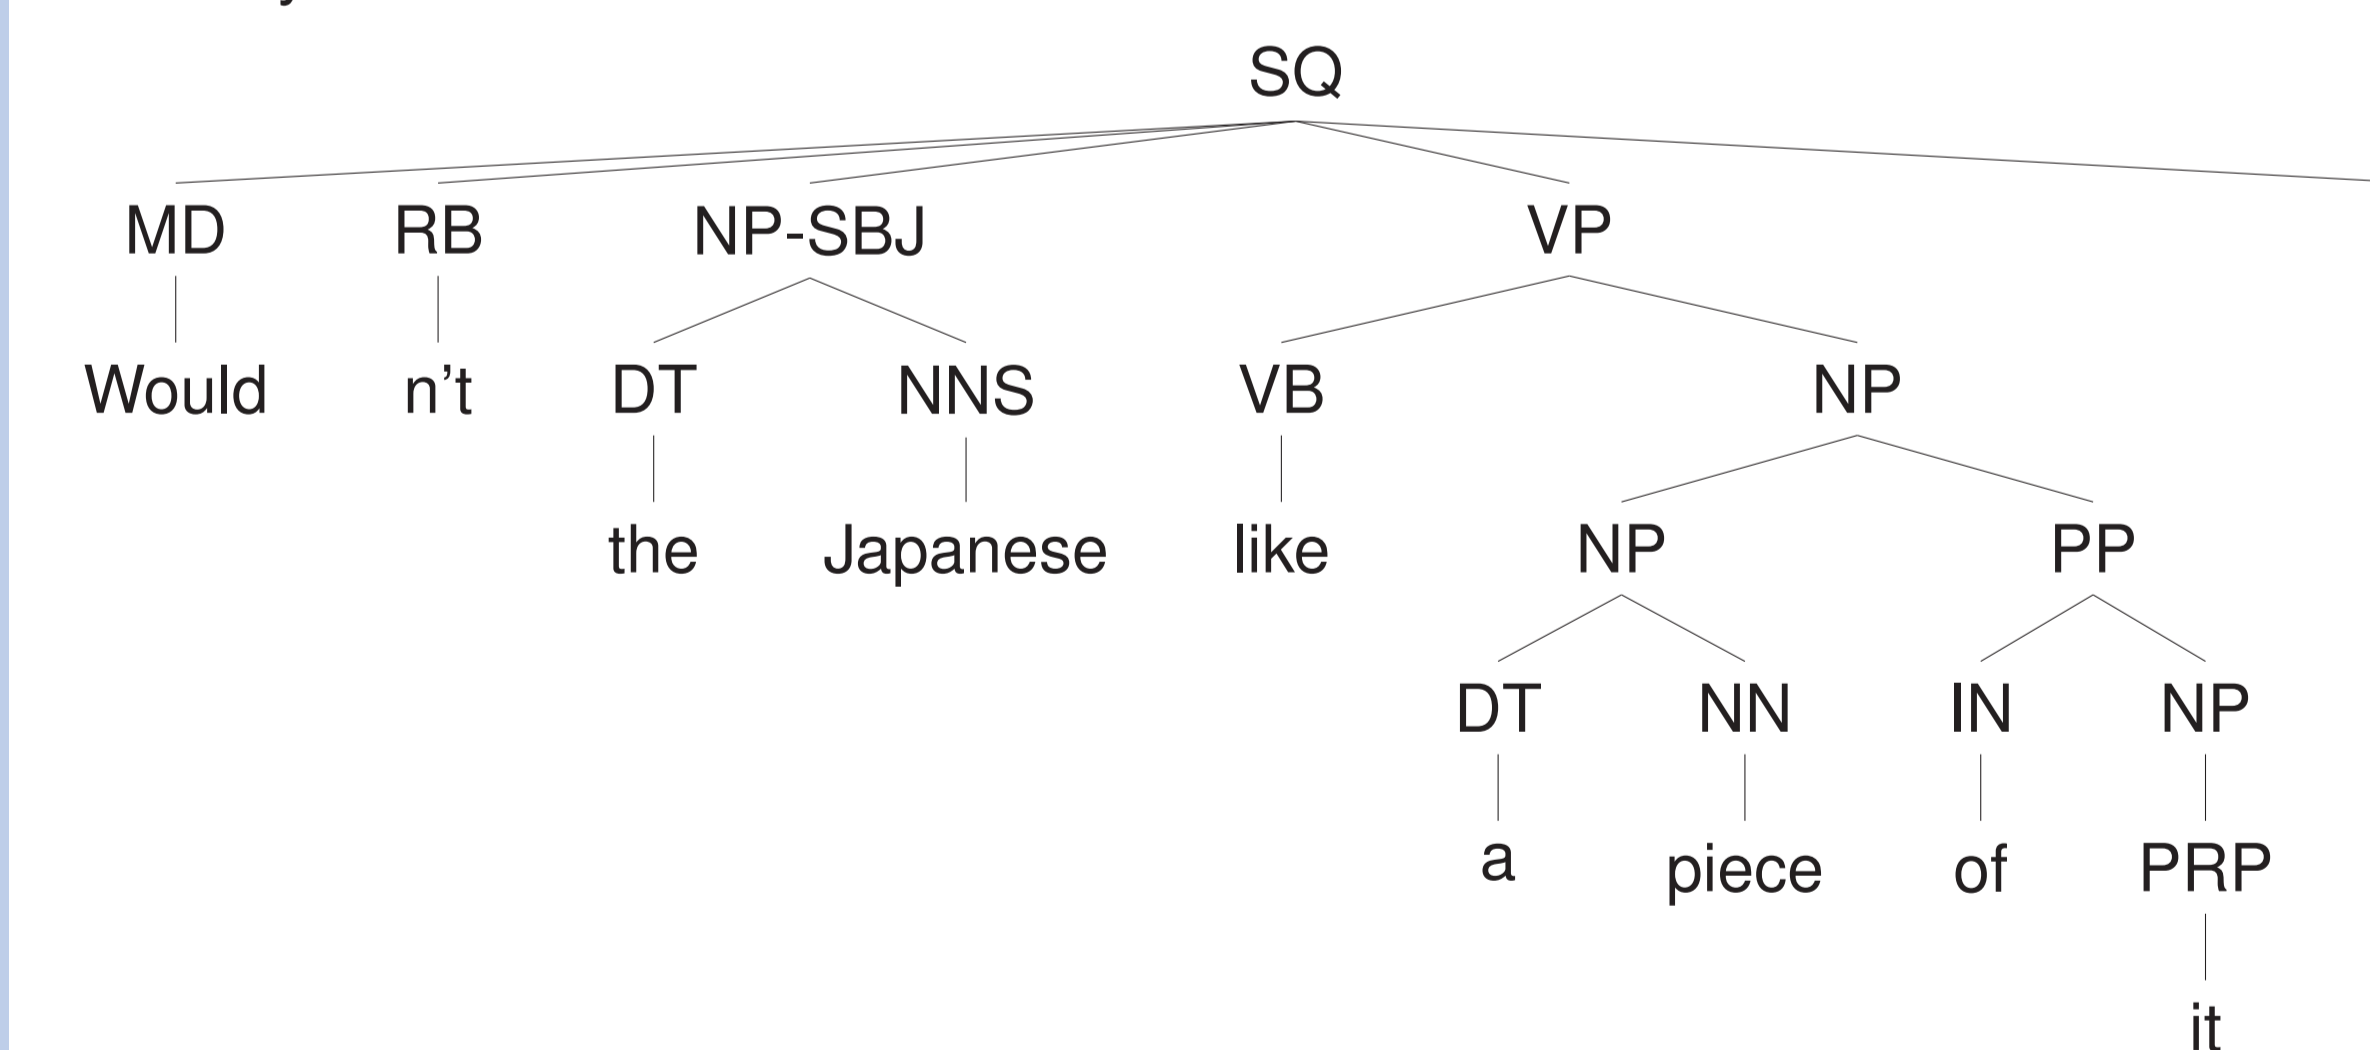 SQ
MD RB NP-SBJ VP
Would n’t DT NNS VB NP
the Japanese like NP PP
DT NN IN NP
a piece of PRP
it